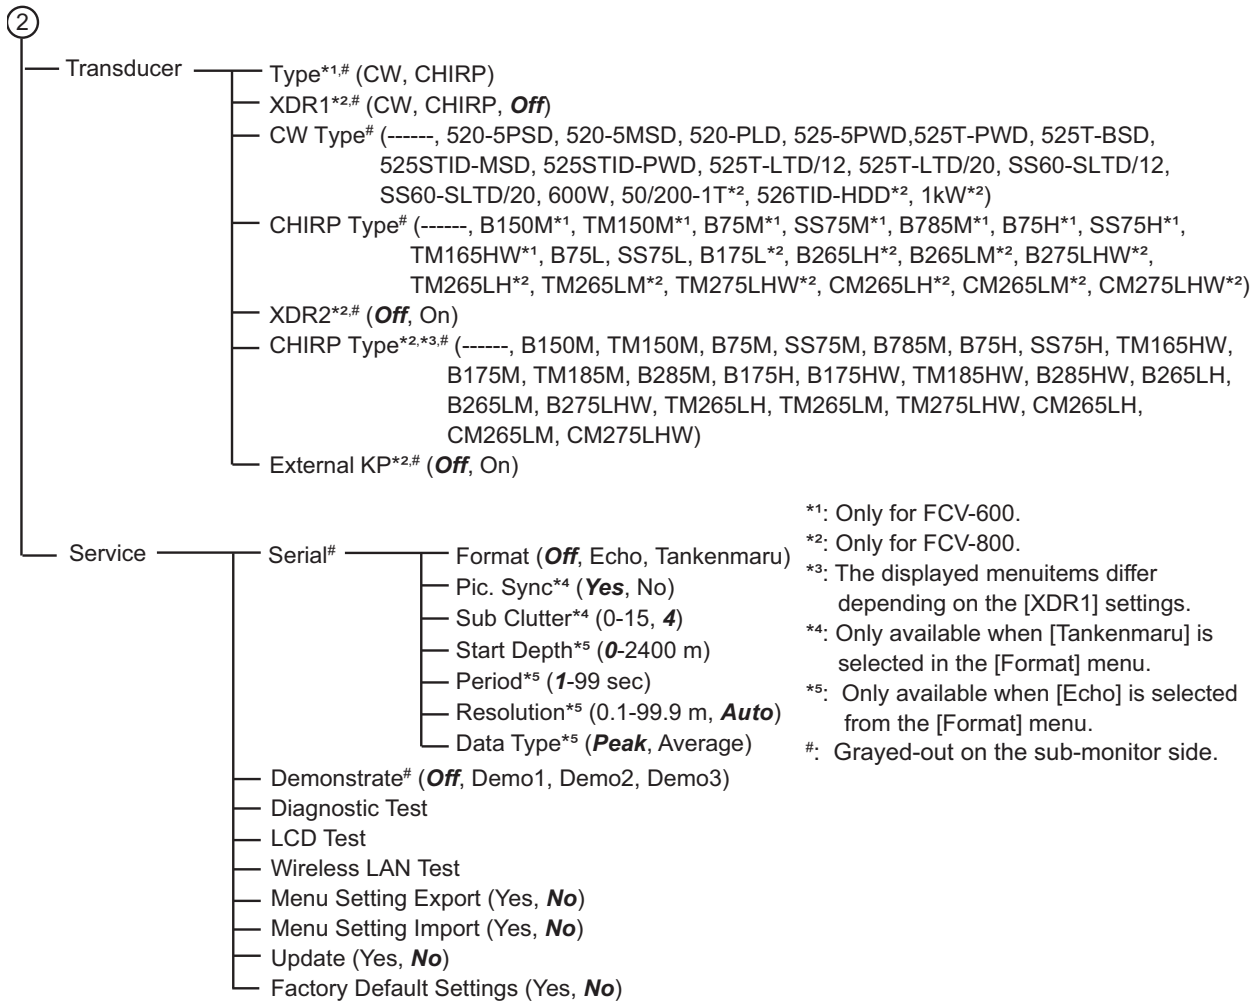 2
Transducer
Type*¹,# (CW, CHIRP)
XDR1*²,# (CW, CHIRP, Off)
CW Type# (------, 520-5PSD, 520-5MSD, 520-PLD, 525-5PWD,525T-PWD, 525T-BSD,
525STID-MSD, 525STID-PWD, 525T-LTD/12, 525T-LTD/20, SS60-SLTD/12,
SS60-SLTD/20, 600W, 50/200-1T*², 526TID-HDD*², 1kW*²)
CHIRP Type# (------, B150M*¹, TM150M*¹, B75M*¹, SS75M*¹, B785M*¹, B75H*¹, SS75H*¹,
TM165HW*¹, B75L, SS75L, B175L*², B265LH*², B265LM*², B275LHW*²,
TM265LH*², TM265LM*², TM275LHW*², CM265LH*², CM265LM*², CM275LHW*²)
XDR2*²,# (Off, On)
CHIRP Type*²,*³,# (------, B150M, TM150M, B75M, SS75M, B785M, B75H, SS75H, TM165HW,
B175M, TM185M, B285M, B175H, B175HW, TM185HW, B285HW, B265LH,
B265LM, B275LHW, TM265LH, TM265LM, TM275LHW, CM265LH,
CM265LM, CM275LHW)
External KP*²,# (Off, On)
Service
Serial#
Format (Off, Echo, Tankenmaru)
Pic. Sync*⁴ (Yes, No)
Sub Clutter*⁴ (0-15, 4)
Start Depth*⁵ (0-2400 m)
Period*⁵ (1-99 sec)
Resolution*⁵ (0.1-99.9 m, Auto)
Data Type*⁵ (Peak, Average)
Demonstrate# (Off, Demo1, Demo2, Demo3)
Diagnostic Test
LCD Test
Wireless LAN Test
Menu Setting Export (Yes, No)
Menu Setting Import (Yes, No)
Update (Yes, No)
Factory Default Settings (Yes, No)
*¹: Only for FCV-600.
*²: Only for FCV-800.
*³: The displayed menuitems differ
depending on the [XDR1] settings.
*⁴: Only available when [Tankenmaru] is
selected in the [Format] menu.
*⁵: Only available when [Echo] is selected
from the [Format] menu.
#: Grayed-out on the sub-monitor side.